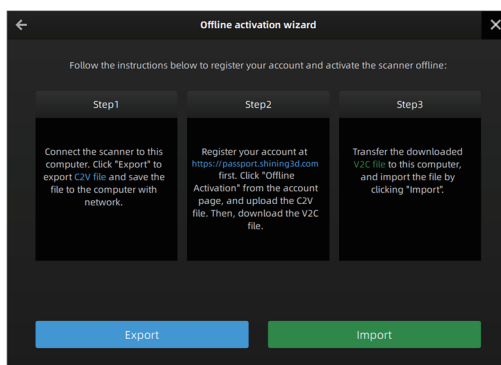 Offline activation wizard
Follow the instructions below to register your account and activate the scanner offline:
Step1
Connect the scanner to this
computer. Click "Export" to
export C2V file and save the
file to the computer with
network.
Step2
Register your account at
https://passport.shining3d.com
first. Click "Offline
Activation" from the account
page, and upload the C2V
file. Then, download the V2C
file.
Step3
Transfer the downloaded
V2C file to this computer,
and import the file by
clicking "Import".
Export
Import